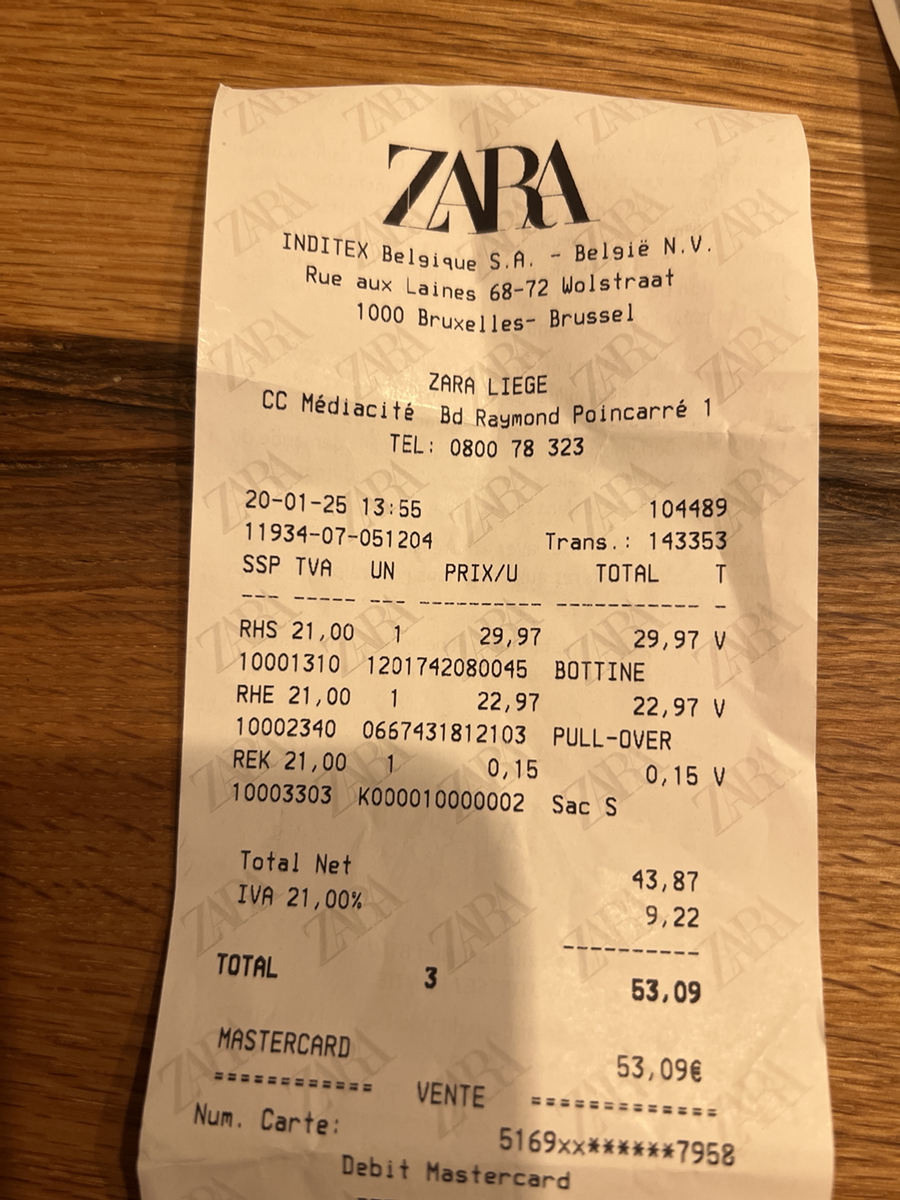 ZARA
INDITEX Belgique S.A. - België N.V.
Rue aux Laines 68-72 Wolstraat
1000 Bruxelles- Brussel
ZARA LIEGE
CC Médiacité Bd Raymond Poincarré 1
TEL: 0800 78 323
20-01-25 13:55 104489
11934-07-051204 Trans.: 143353
SSP TVA UN PRIX/U TOTAL T
--- ----- --- ---------- ------------ -
RHS 21,00 1 29,97 29,97 V
10001310 1201742080045 BOTTINE
RHE 21,00 1 22,97 22,97 V
10002340 0667431812103 PULL-OVER
REK 21,00 1 0,15 0,15 V
10003303 K000010000002 Sac S
Total Net 43,87
IVA 21,00% 9,22
-----------
TOTAL 3 53,09
MASTERCARD 53,09€
============ VENTE =============
Num. Carte: 5169xx******7958
Debit Mastercard